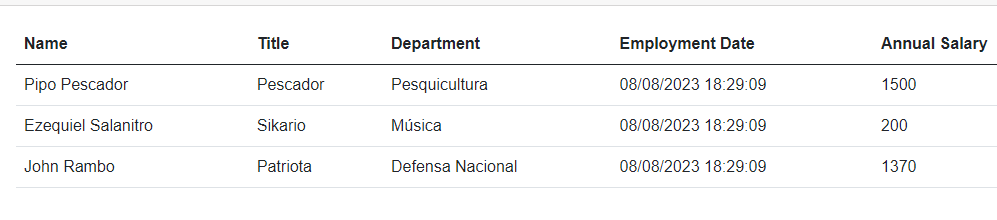 Name Title Department Employment Date Annual Salary
Pipo Pescador Pescador Pesquicultura 08/08/2023 18:29:09 1500
Ezequiel Salanitro Sikario Música 08/08/2023 18:29:09 200
John Rambo Patriota Defensa Nacional 08/08/2023 18:29:09 1370